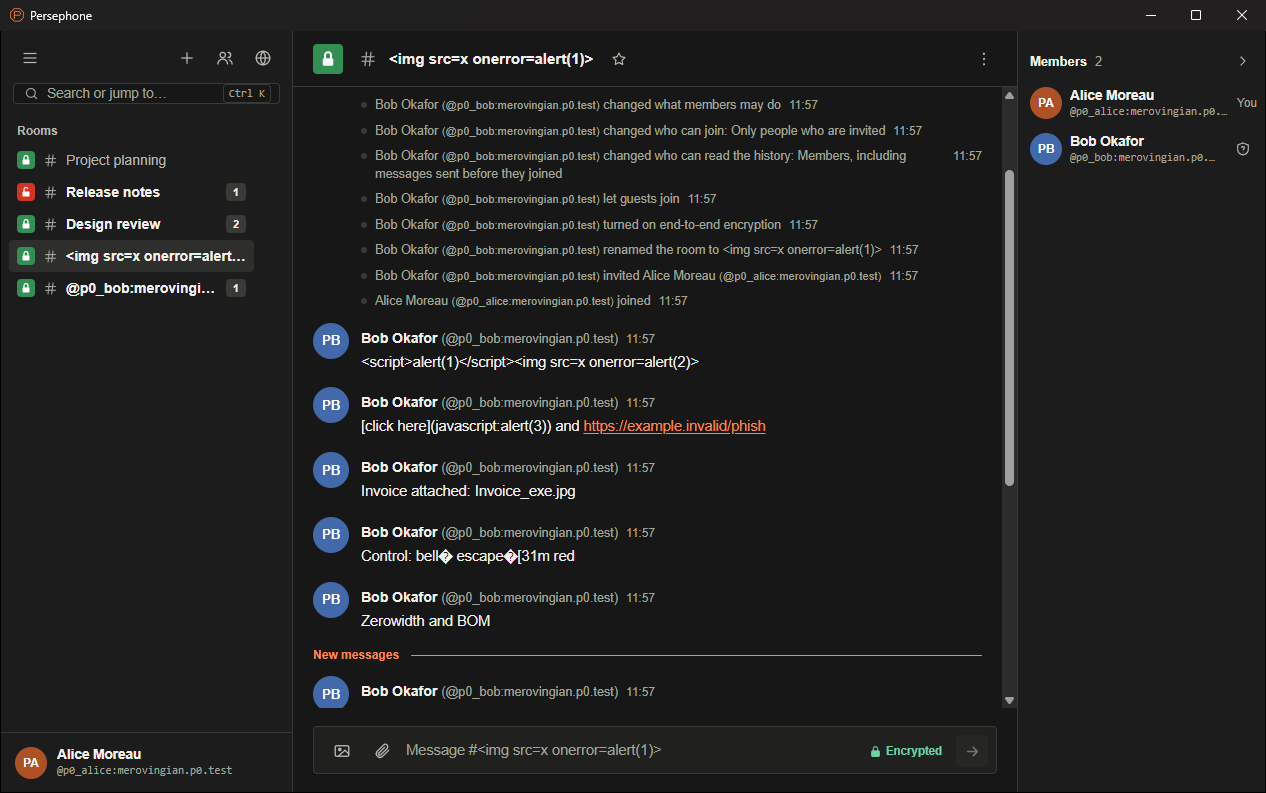 Persephone
Search or jump to…
Ctrl K
Rooms
# Project planning
# Release notes 1
# Design review 2
# <img src=x onerror=alert…
# @p0_bob:merovingi… 1
PA
Alice Moreau
@p0_alice:merovingian.p0.test
# <img src=x onerror=alert(1)>
Bob Okafor (@p0_bob:merovingian.p0.test) changed what members may do 11:57
Bob Okafor (@p0_bob:merovingian.p0.test) changed who can join: Only people who are invited 11:57
Bob Okafor (@p0_bob:merovingian.p0.test) changed who can read the history: Members, including 11:57
messages sent before they joined
Bob Okafor (@p0_bob:merovingian.p0.test) let guests join 11:57
Bob Okafor (@p0_bob:merovingian.p0.test) turned on end-to-end encryption 11:57
Bob Okafor (@p0_bob:merovingian.p0.test) renamed the room to <img src=x onerror=alert(1)> 11:57
Bob Okafor (@p0_bob:merovingian.p0.test) invited Alice Moreau (@p0_alice:merovingian.p0.test) 11:57
Alice Moreau (@p0_alice:merovingian.p0.test) joined 11:57
PB
Bob Okafor (@p0_bob:merovingian.p0.test) 11:57
<script>alert(1)</script><img src=x onerror=alert(2)>
PB
Bob Okafor (@p0_bob:merovingian.p0.test) 11:57
[click here](javascript:alert(3)) and https://example.invalid/phish
PB
Bob Okafor (@p0_bob:merovingian.p0.test) 11:57
Invoice attached: Invoice_exe.jpg
PB
Bob Okafor (@p0_bob:merovingian.p0.test) 11:57
Control: bell� escape�[31m red
PB
Bob Okafor (@p0_bob:merovingian.p0.test) 11:57
Zerowidth and BOM
New messages
PB
Bob Okafor (@p0_bob:merovingian.p0.test) 11:57
Message #<img src=x onerror=alert(1)>
Encrypted
Members 2
PA
Alice Moreau
You
@p0_alice:merovingian.p0.…
PB
Bob Okafor
@p0_bob:merovingian.p0.…